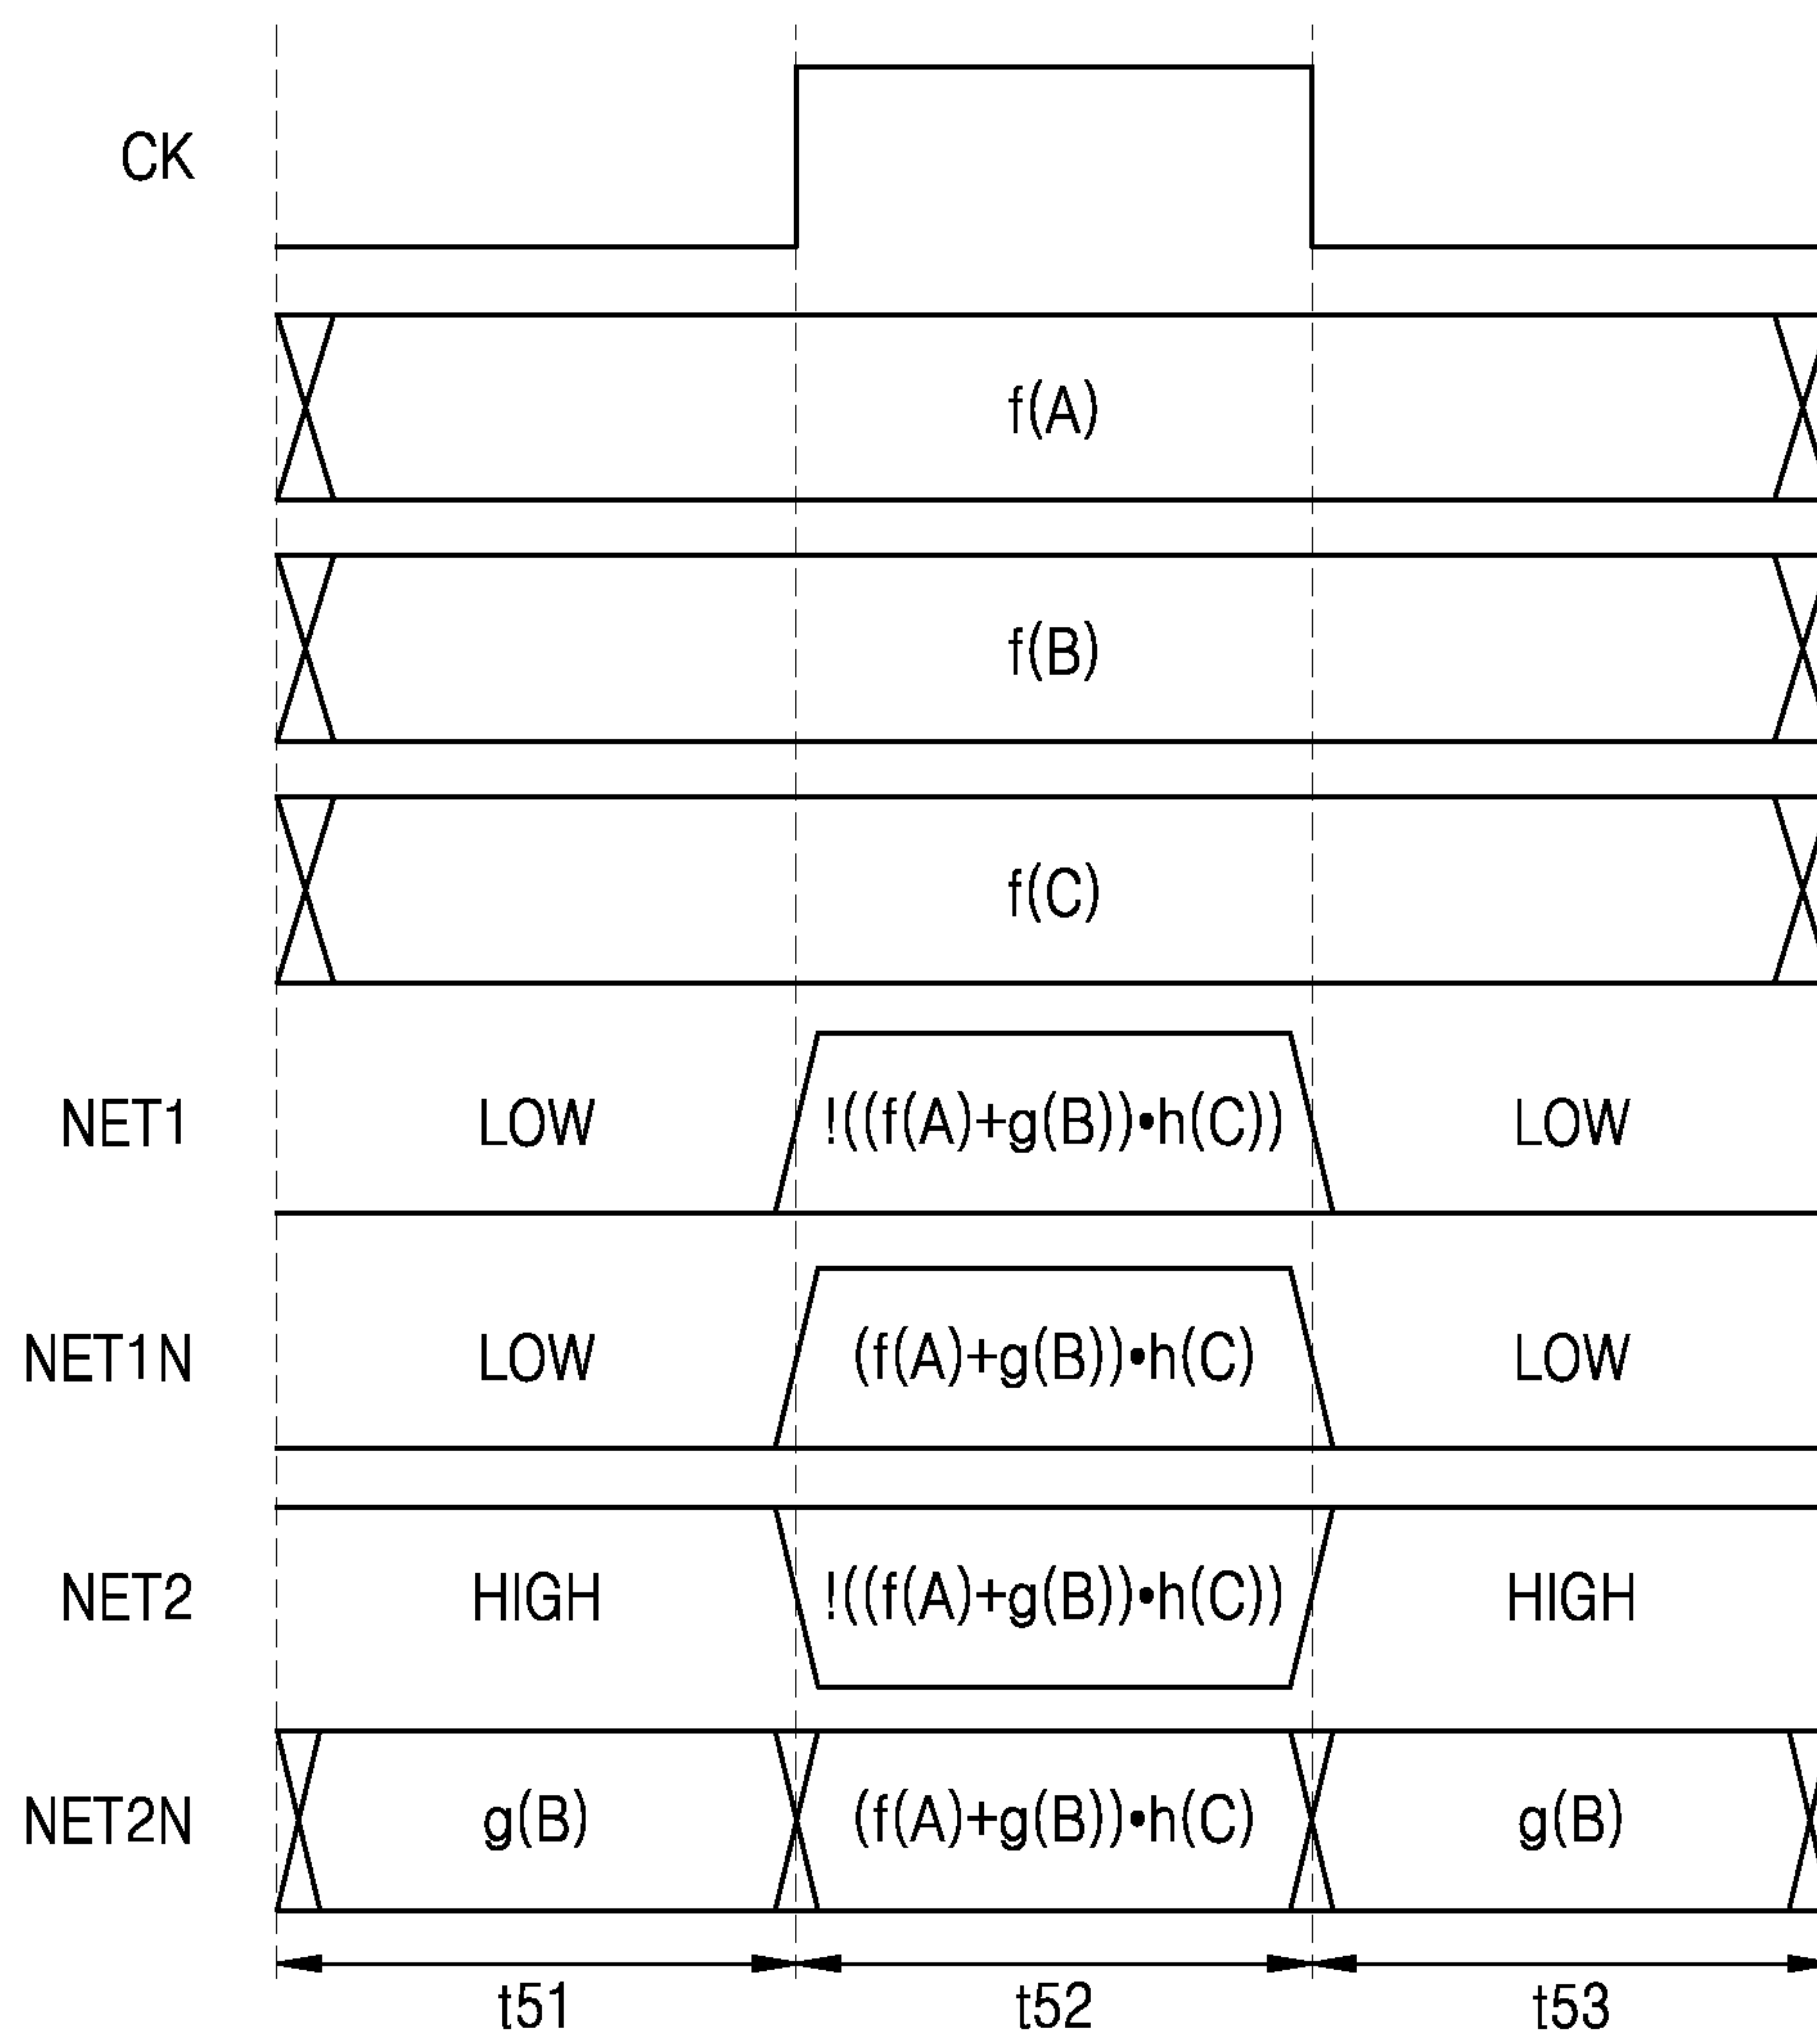 CK
f(A)
f(B)
f(C)
NET1 LOW !((f(A)+g(B))•h(C)) LOW
NET1N LOW (f(A)+g(B))•h(C) LOW
NET2 HIGH !((f(A)+g(B))•h(C)) HIGH
NET2N g(B) (f(A)+g(B))•h(C) g(B)
t51 t52 t53